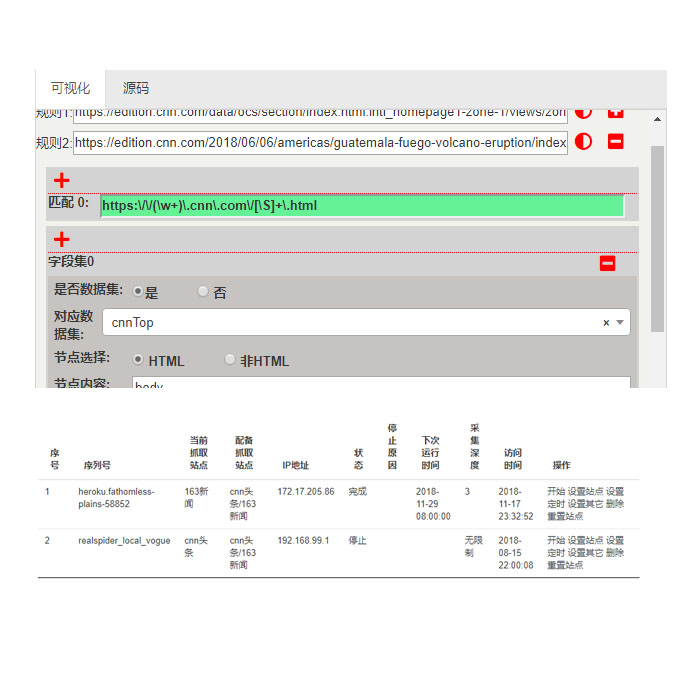 可视化 源码
规则1: https://edition.cnn.com/data/ocs/section/index.html:intl_homepage1-zone-1/views/zon
规则2: https://edition.cnn.com/2018/06/06/americas/guatemala-fuego-volcano-eruption/index
匹配 0: https:\/\/(\w+)\.cnn\.com\/[\S]+\.html
字段集0
是否数据集: 是 否
对应数
据集: cnnTop ×
节点选择: HTML 非HTML
节点内容: body
序号 序列号 当前抓取站点 配备抓取站点 IP地址 状态 停止原因 下次运行时间 采集深度 访问时间 操作
1 heroku.fathomless-plains-58852 163新闻 cnn头条/163新闻 172.17.205.86 完成 2018-11-29 08:00:00 3 2018-11-17 23:32:52 开始 设置站点 设置定时 设置其它 删除 重置站点
2 realspider_local_vogue cnn头条 cnn头条/163新闻 192.168.99.1 停止 无限制 2018-08-15 22:00:08 开始 设置站点 设置定时 设置其它 删除 重置站点